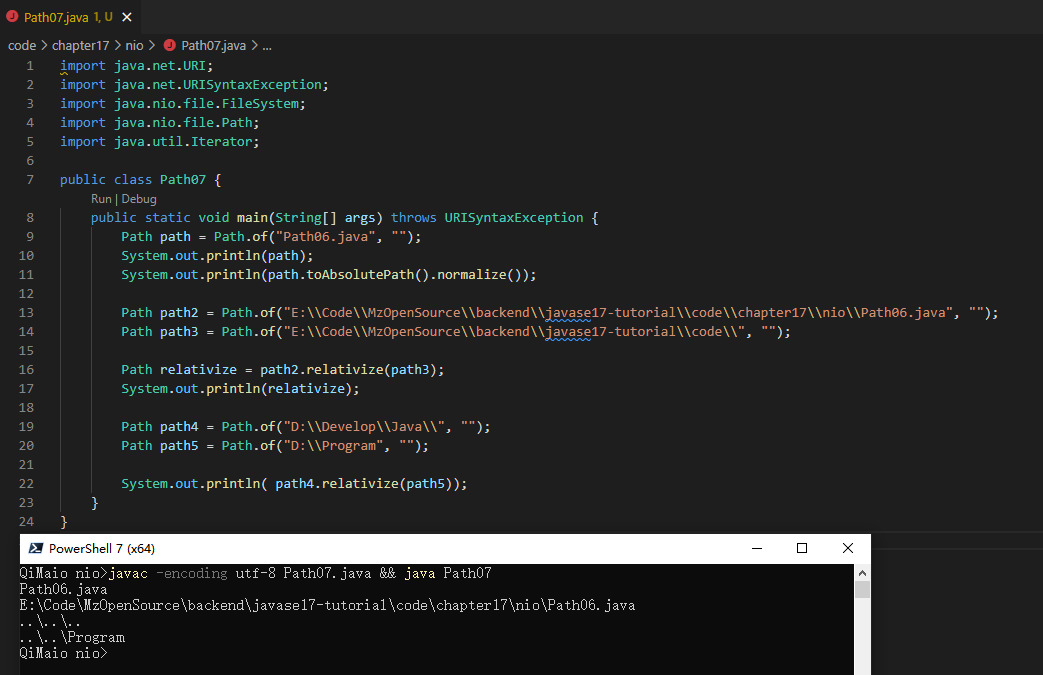 Path07.java 1, U
code > chapter17 > nio > Path07.java > ...
1 import java.net.URI;
2 import java.net.URISyntaxException;
3 import java.nio.file.FileSystem;
4 import java.nio.file.Path;
5 import java.util.Iterator;
6
7 public class Path07 {
Run | Debug
8 public static void main(String[] args) throws URISyntaxException {
9 Path path = Path.of("Path06.java", "");
10 System.out.println(path);
11 System.out.println(path.toAbsolutePath().normalize());
12
13 Path path2 = Path.of("E:\\Code\\MzOpenSource\\backend\\javase17-tutorial\\code\\chapter17\\nio\\Path06.java", "");
14 Path path3 = Path.of("E:\\Code\\MzOpenSource\\backend\\javase17-tutorial\\code\\", "");
15
16 Path relativize = path2.relativize(path3);
17 System.out.println(relativize);
18
19 Path path4 = Path.of("D:\\Develop\\Java\\", "");
20 Path path5 = Path.of("D:\\Program", "");
21
22 System.out.println( path4.relativize(path5));
23 }
24 }
PowerShell 7 (x64)
QiMaio nio>javac -encoding utf-8 Path07.java && java Path07
Path06.java
E:\Code\MzOpenSource\backend\javase17-tutorial\code\chapter17\nio\Path06.java
..\..\..
..\..\Program
QiMaio nio>